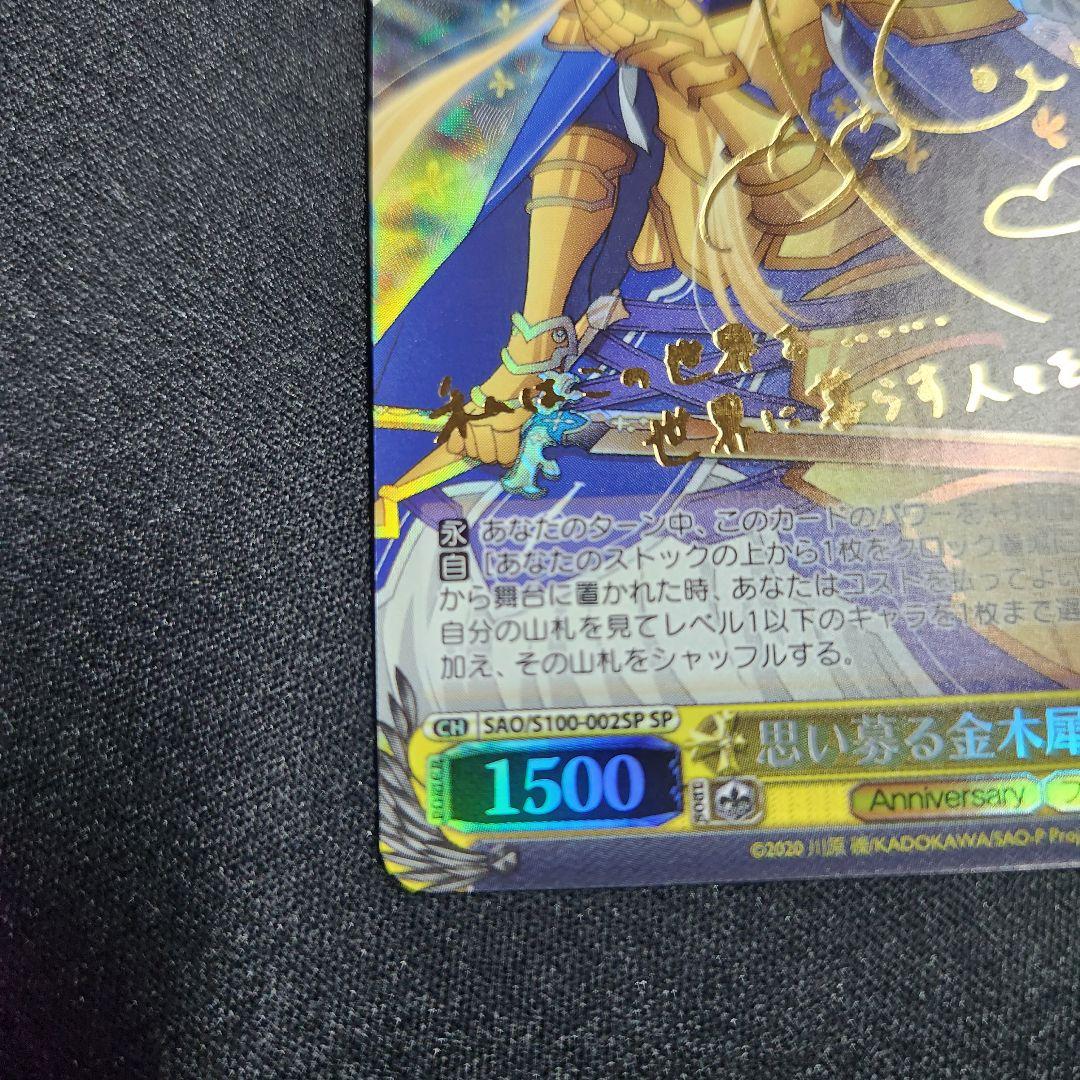 私はこの世界を……
世界に暮らす人々を
永 あなたのターン中、このカードのパワーを
自 [あなたのストックの上から1枚をクロック置場に
から舞台に置かれた時、あなたはコストを払ってよい
自分の山札を見てレベル1以下のキャラを1枚まで選
加え、その山札をシャッフルする。
CH SAO/S100-002SP SP
思い募る金木犀
POWER 1500 SOUL
Anniversary
©2020 川原 礫/KADOKAWA/SAO-P Proj